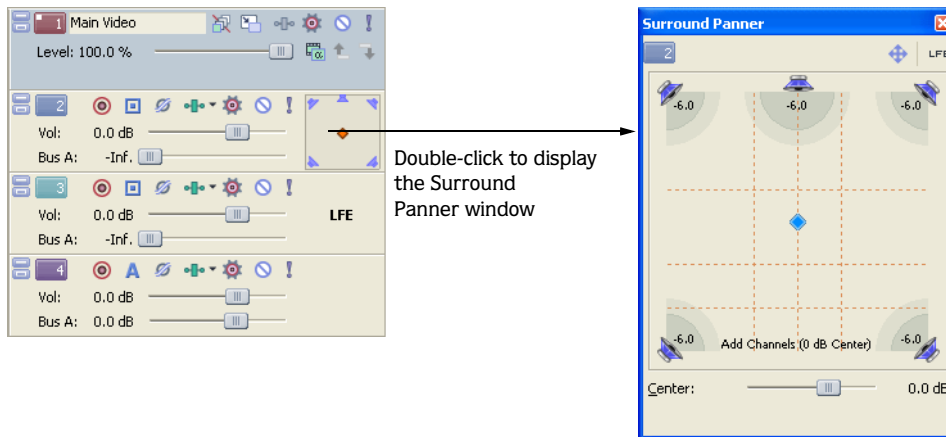 1 Main Video
Level: 100.0 %
2
Vol: 0.0 dB
Bus A: -Inf.
3
Vol: 0.0 dB
LFE
Bus A: -Inf.
4
A
Vol: 0.0 dB
Bus A: 0.0 dB
Double-click to display
the Surround
Panner window
Surround Panner
2
LFE
-6.0 -6.0 -6.0
-6.0 Add Channels (0 dB Center) -6.0
Center: 0.0 dB